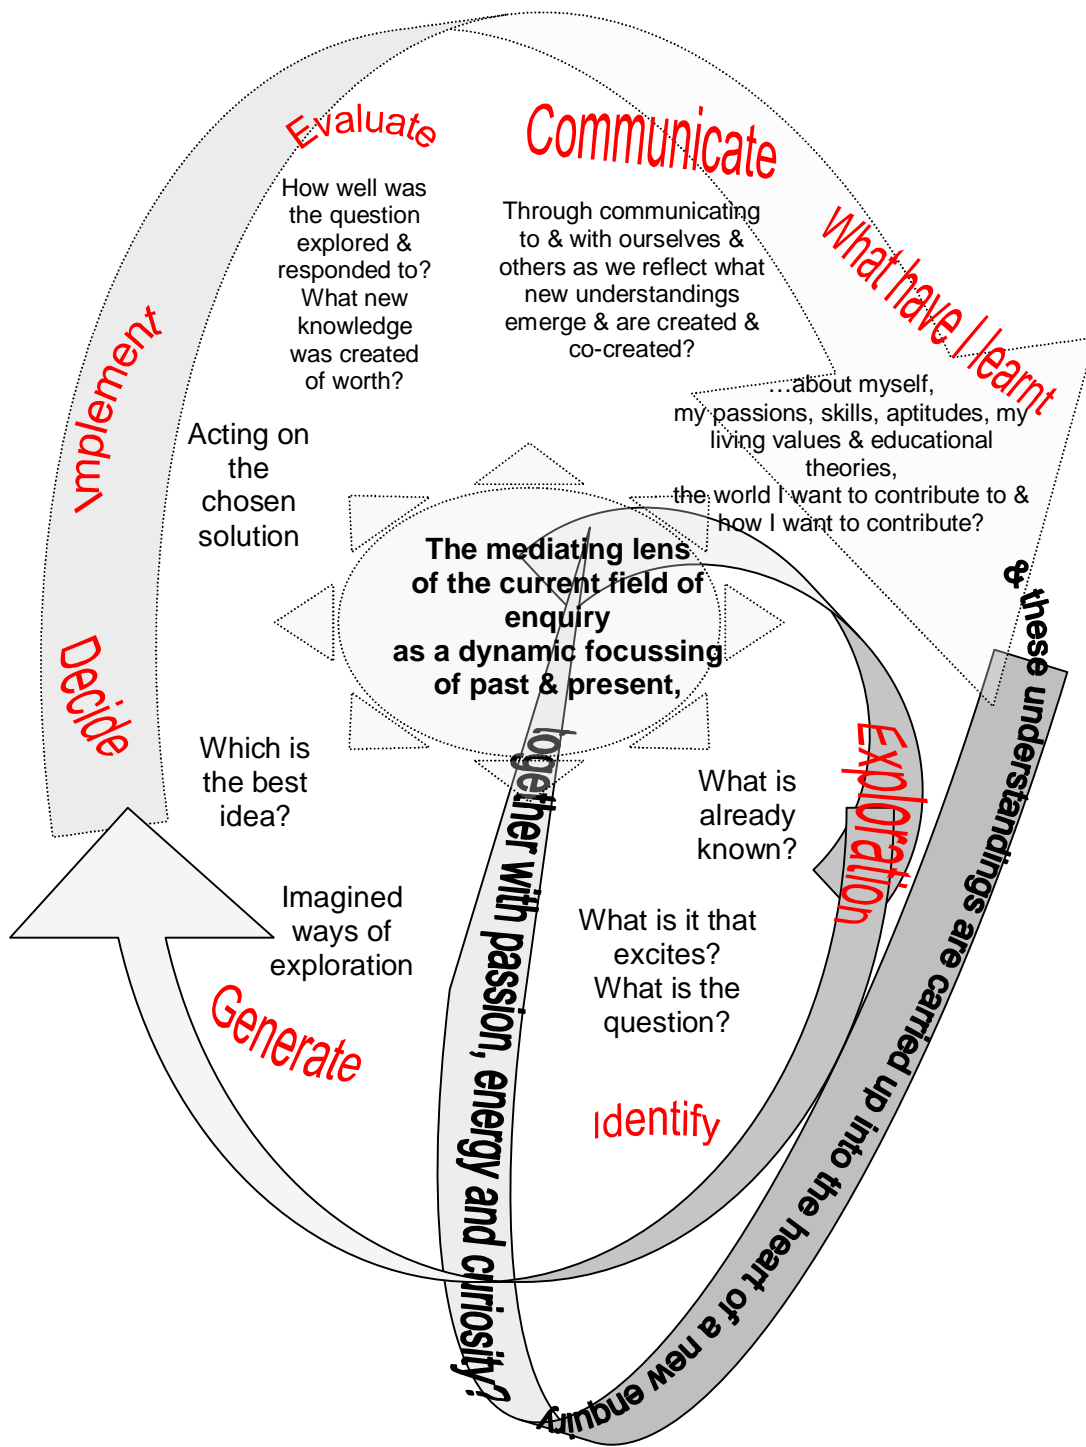 Evaluate
How well was
the question
explored &
responded to?
What new
knowledge
was created
of worth?
Communicate
Through communicating
to & with ourselves &
others as we reflect what
new understandings
emerge & are created &
co-created?
What have I learnt
…about myself,
my passions, skills, aptitudes, my
living values & educational
theories,
the world I want to contribute to &
how I want to contribute?
& these understandings are carried up into the heart of a new enquiry
Implement
Acting on
the
chosen
solution
The mediating lens
of the current field of
enquiry
as a dynamic focussing
of past & present,
together with passion, energy and curiosity?
Decide
Which is
the best
idea?
Exploration
What is
already
known?
Imagined
ways of
exploration
Generate
What is it that
excites?
What is the
question?
Identify